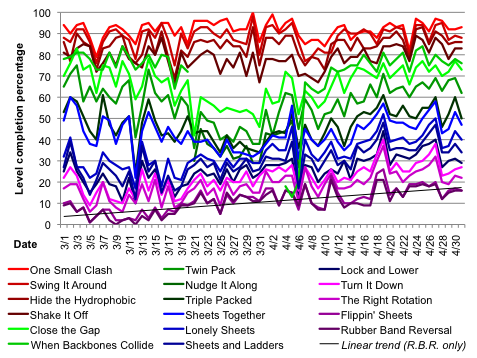 100
90
80
70
60
50
40
30
20
10
0
Level completion percentage
Date
3/1 3/3 3/5 3/7 3/9 3/11 3/13 3/15 3/17 3/19 3/21 3/23 3/25 3/27 3/29 3/31 4/2 4/4 4/6 4/8 4/10 4/12 4/14 4/16 4/18 4/20 4/22 4/24 4/26 4/28 4/30
One Small Clash Twin Pack Lock and Lower
Swing It Around Nudge It Along Turn It Down
Hide the Hydrophobic Triple Packed The Right Rotation
Shake It Off Sheets Together Flippin' Sheets
Close the Gap Lonely Sheets Rubber Band Reversal
When Backbones Collide Sheets and Ladders Linear trend (R.B.R. only)